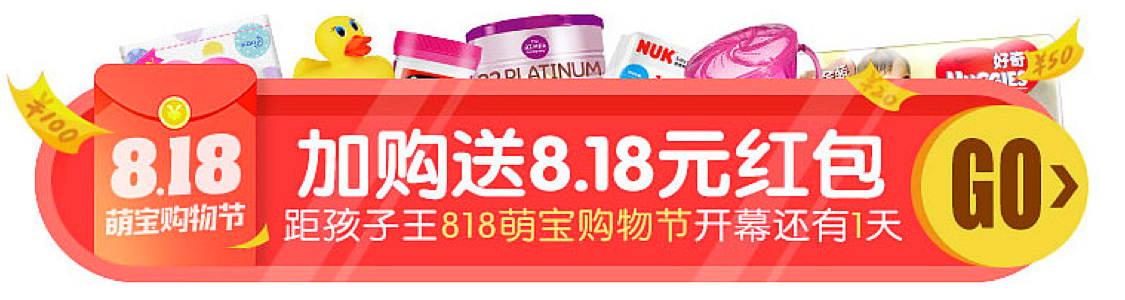 NUK
PLATINUM
好奇
HUGGIES
¥100
¥20
¥50
8.18
萌宝购物节
加购送8.18元红包
距孩子王818萌宝购物节开幕还有1天
GO>